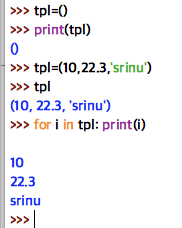 >>> tpl=()
>>> print(tpl)
()
>>> tpl=(10,22.3,'srinu')
>>> tpl
(10, 22.3, 'srinu')
>>> for i in tpl: print(i)
10
22.3
srinu
>>>